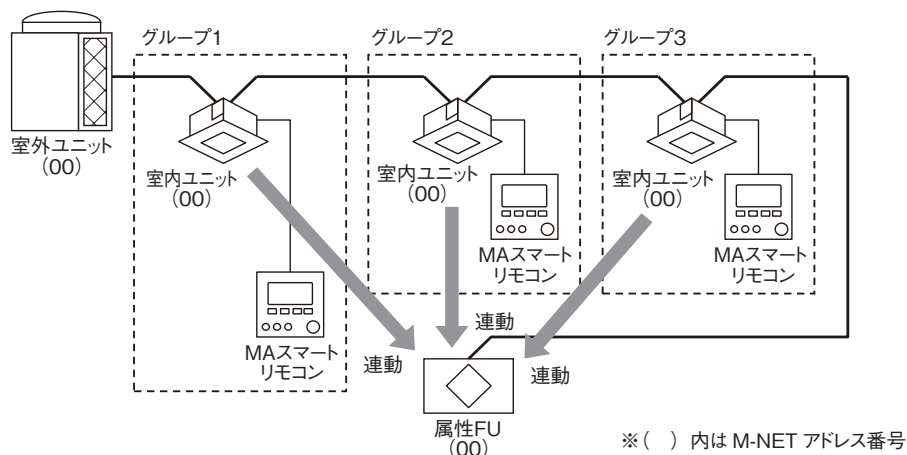 グループ1
グループ2
グループ3
室外ユニット
(00)
室内ユニット
(00)
室内ユニット
(00)
室内ユニット
(00)
MAスマート
リモコン
MAスマート
リモコン
MAスマート
リモコン
連動
連動
連動
属性FU
(00)
※(　)内は M-NET アドレス番号